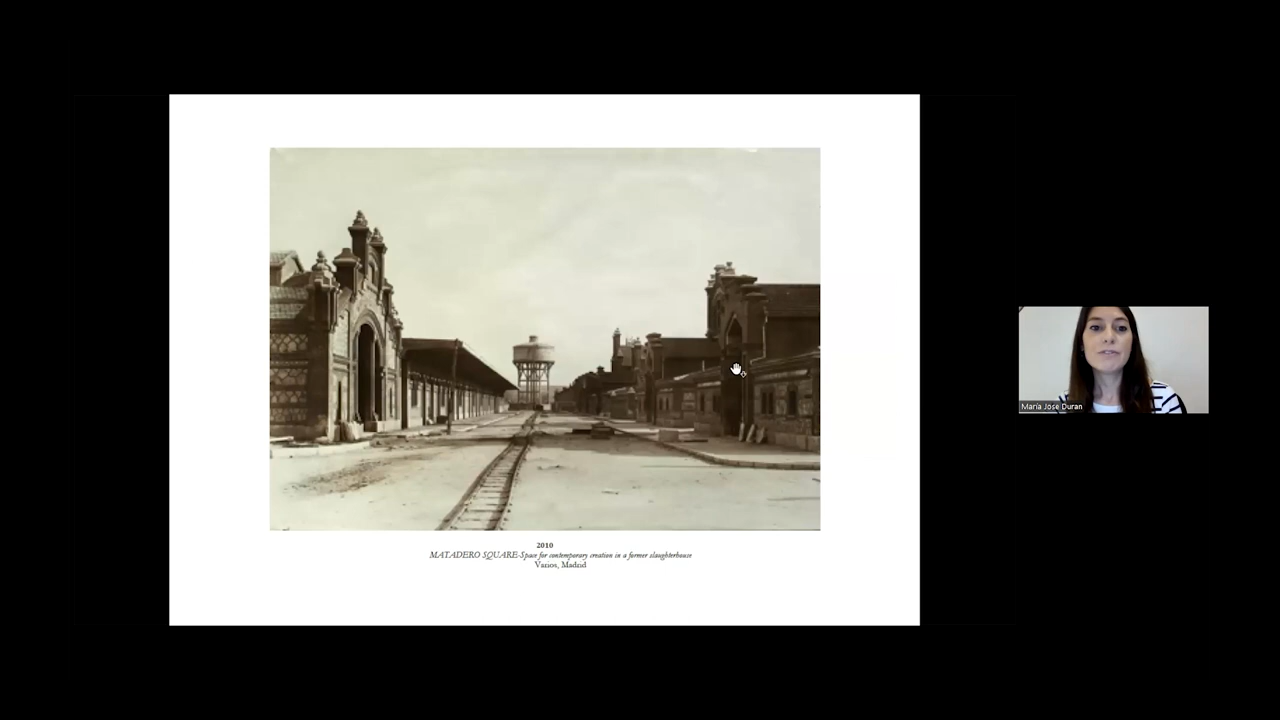 2010
MATADERO SQUARE-Space for contemporary creation in a former slaughterhouse
Varios, Madrid
Maria Jose Duran